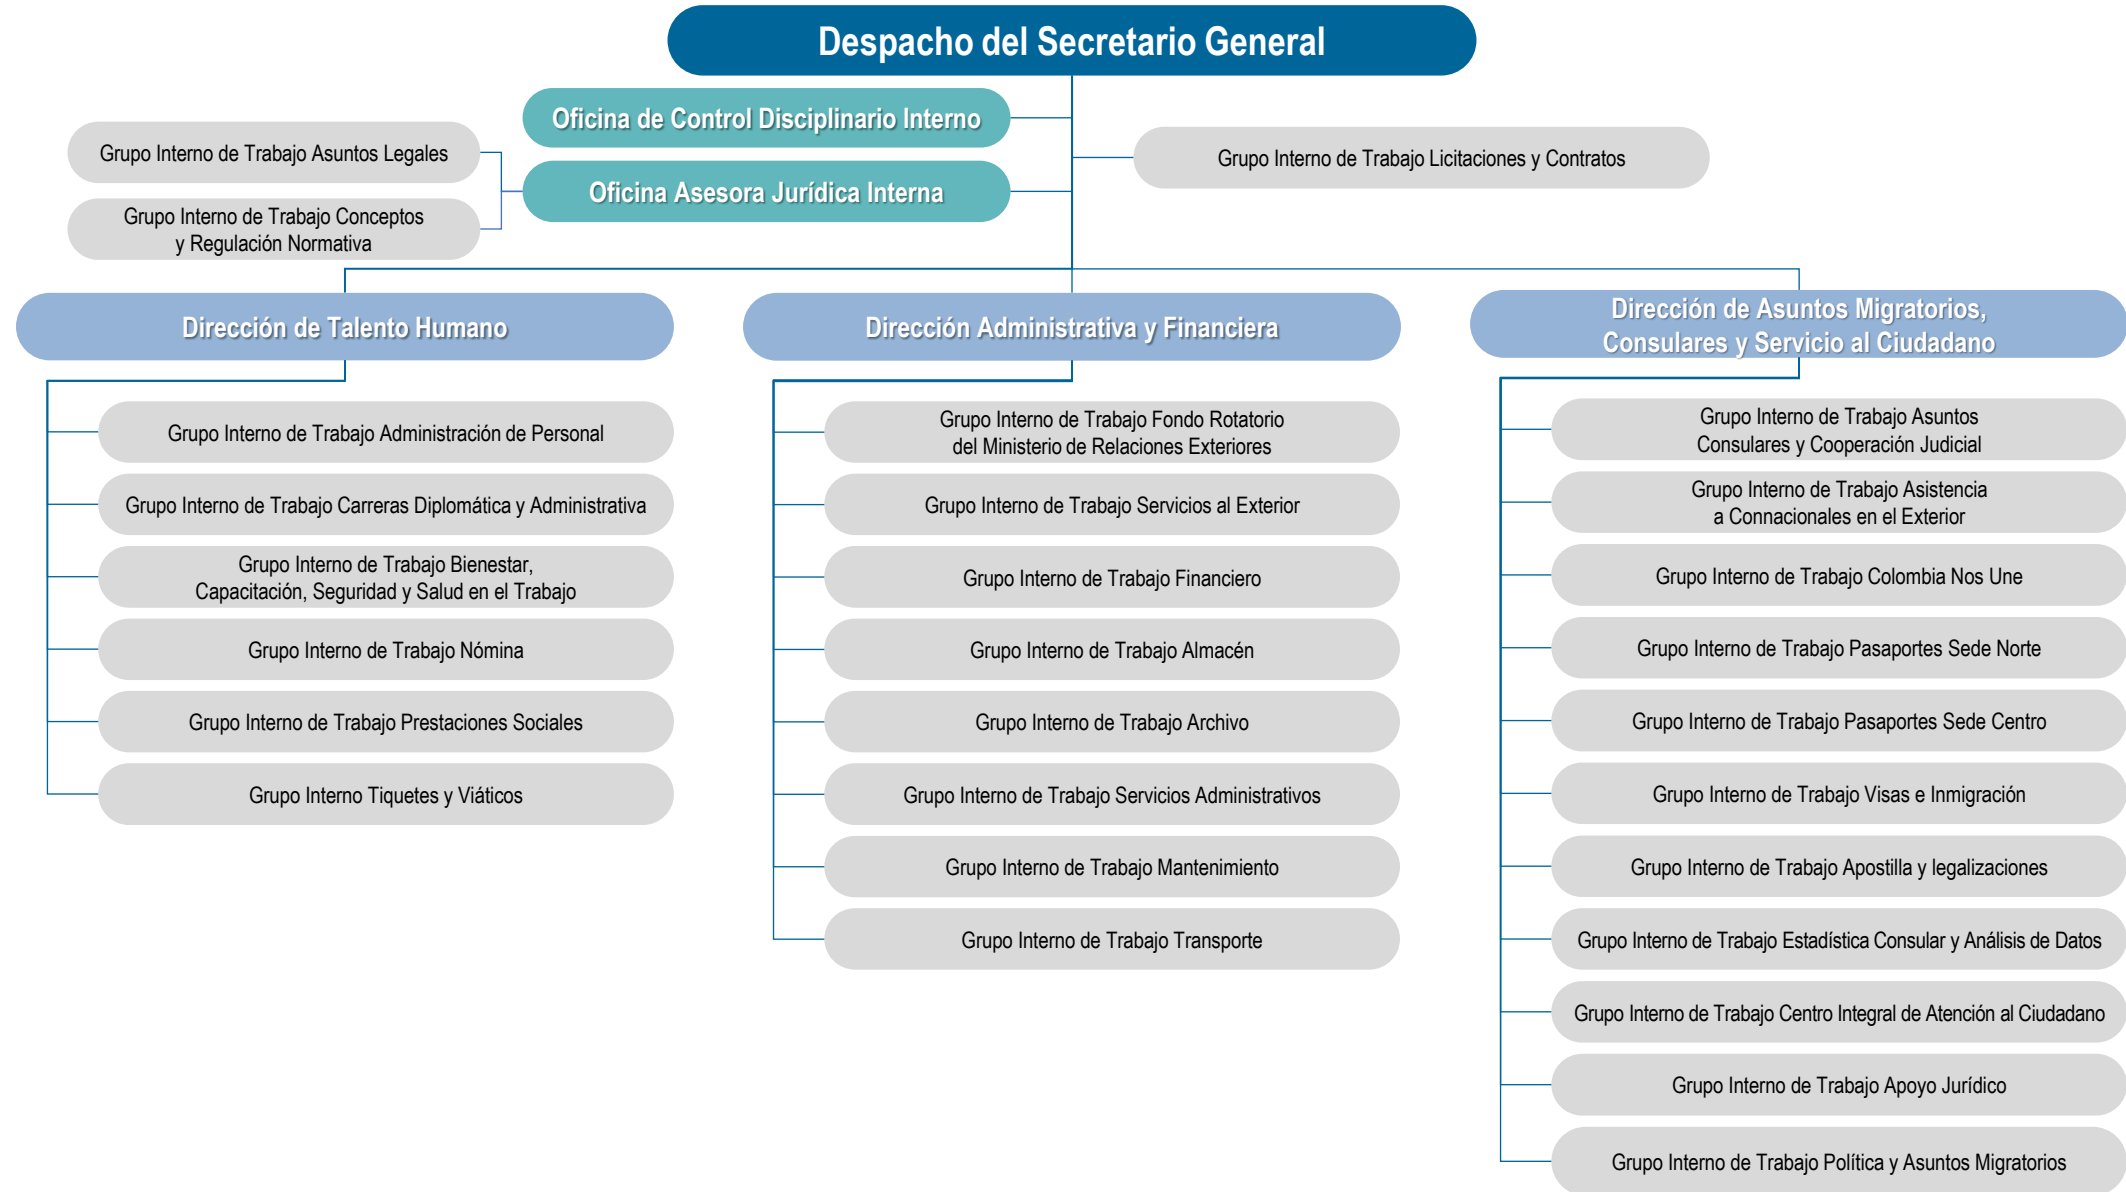 Despacho del Secretario General
Oficina de Control Disciplinario Interno
Grupo Interno de Trabajo Asuntos Legales
Grupo Interno de Trabajo Licitaciones y Contratos
Oficina Asesora Jurídica Interna
Grupo Interno de Trabajo Conceptos
y Regulación Normativa
Dirección de Talento Humano
Grupo Interno de Trabajo Administración de Personal
Grupo Interno de Trabajo Carreras Diplomática y Administrativa
Grupo Interno de Trabajo Bienestar,
Capacitación, Seguridad y Salud en el Trabajo
Grupo Interno de Trabajo Nómina
Grupo Interno de Trabajo Prestaciones Sociales
Grupo Interno Tiquetes y Viáticos
Dirección Administrativa y Financiera
Grupo Interno de Trabajo Fondo Rotatorio
del Ministerio de Relaciones Exteriores
Grupo Interno de Trabajo Servicios al Exterior
Grupo Interno de Trabajo Financiero
Grupo Interno de Trabajo Almacén
Grupo Interno de Trabajo Archivo
Grupo Interno de Trabajo Servicios Administrativos
Grupo Interno de Trabajo Mantenimiento
Grupo Interno de Trabajo Transporte
Dirección de Asuntos Migratorios,
Consulares y Servicio al Ciudadano
Grupo Interno de Trabajo Asuntos
Consulares y Cooperación Judicial
Grupo Interno de Trabajo Asistencia
a Connacionales en el Exterior
Grupo Interno de Trabajo Colombia Nos Une
Grupo Interno de Trabajo Pasaportes Sede Norte
Grupo Interno de Trabajo Pasaportes Sede Centro
Grupo Interno de Trabajo Visas e Inmigración
Grupo Interno de Trabajo Apostilla y legalizaciones
Grupo Interno de Trabajo Estadística Consular y Análisis de Datos
Grupo Interno de Trabajo Centro Integral de Atención al Ciudadano
Grupo Interno de Trabajo Apoyo Jurídico
Grupo Interno de Trabajo Política y Asuntos Migratorios